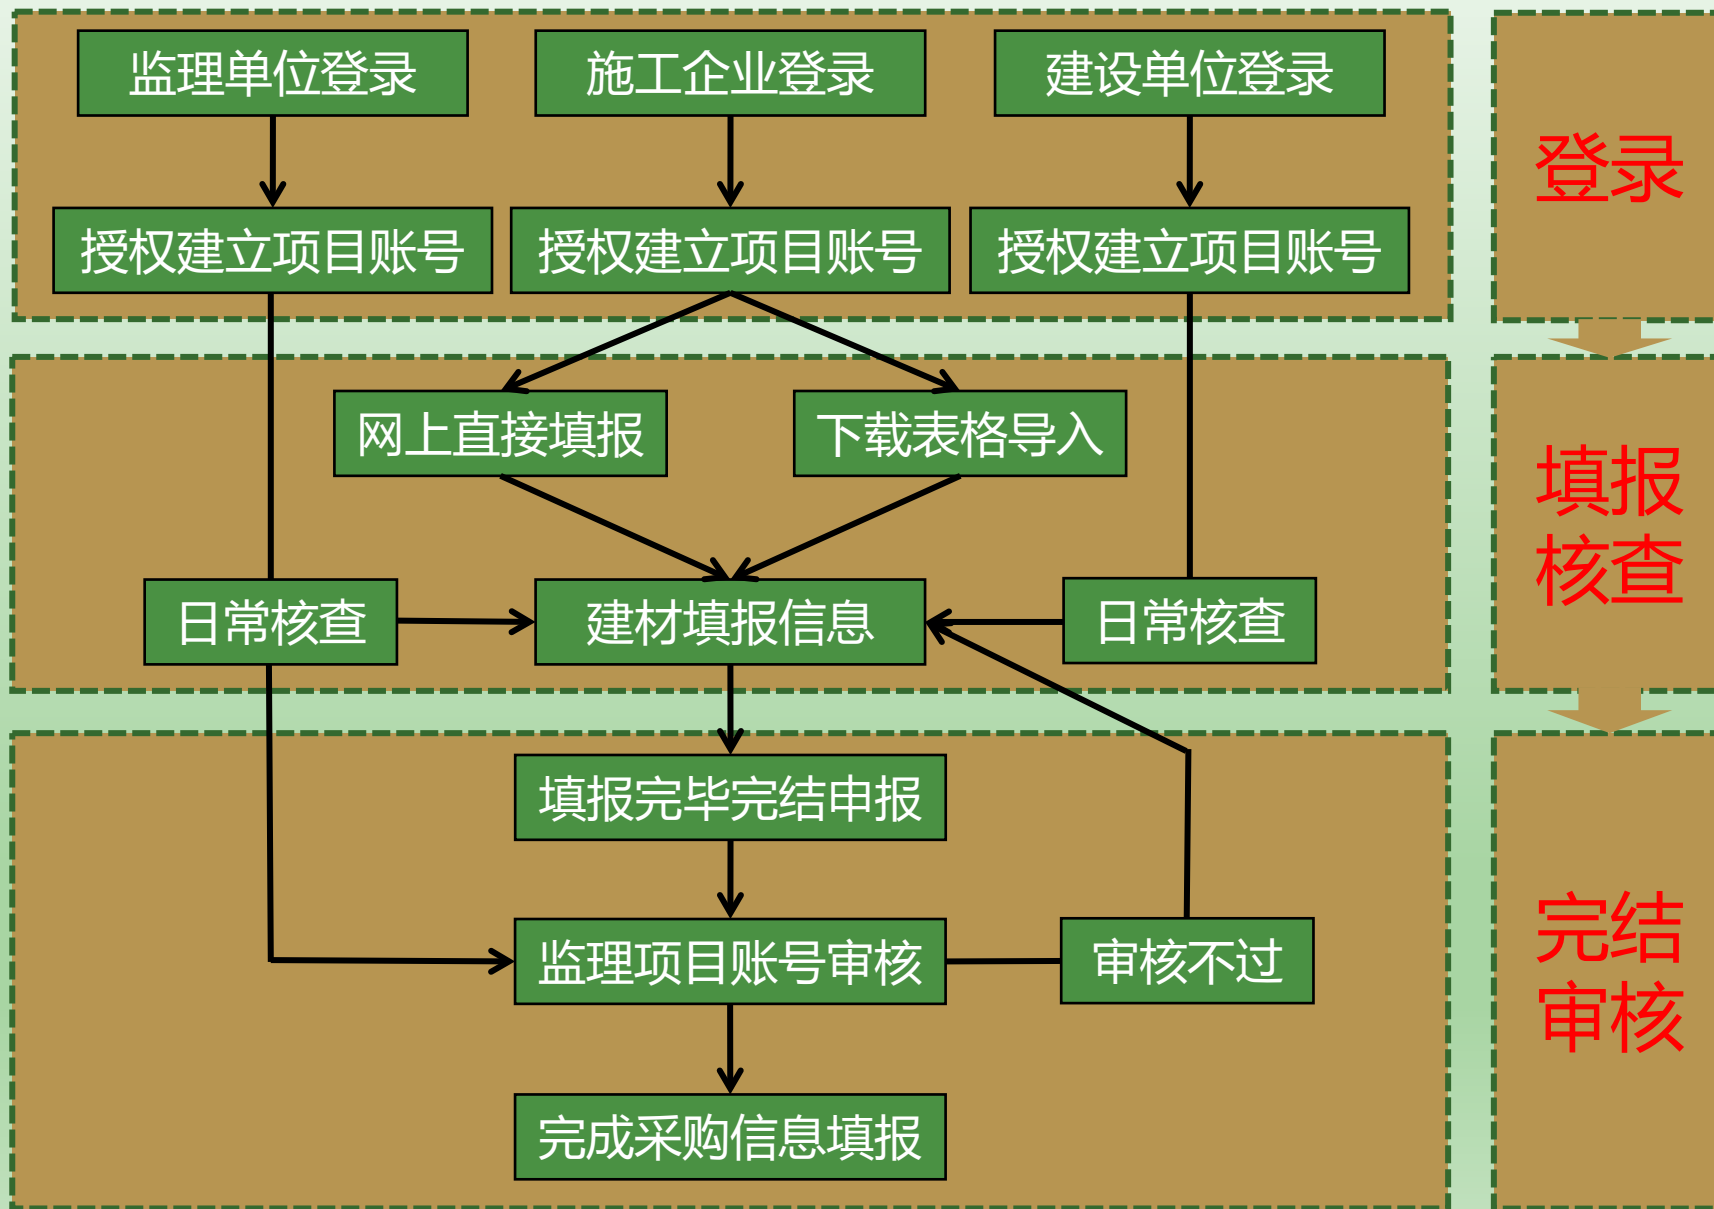 监理单位登录
施工企业登录
建设单位登录
授权建立项目账号
授权建立项目账号
授权建立项目账号
登录
网上直接填报
下载表格导入
日常核查
建材填报信息
日常核查
填报
核查
填报完毕完结申报
监理项目账号审核
审核不过
完成采购信息填报
完结
审核